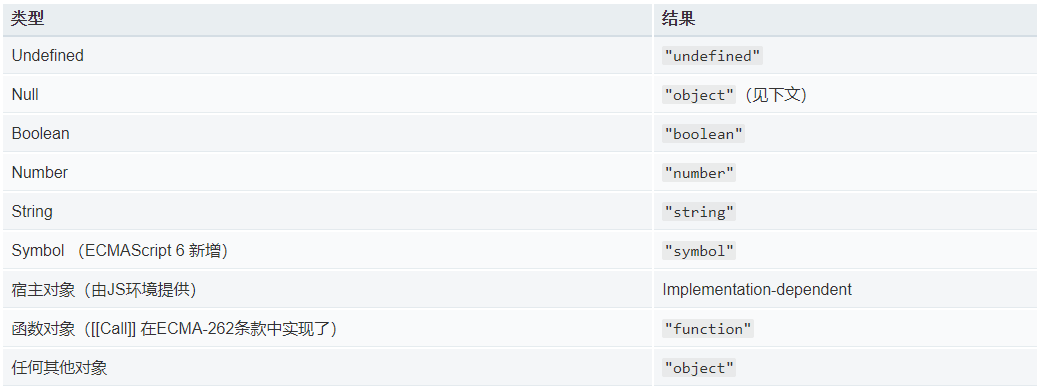 类型 结果
Undefined "undefined"
Null "object"（见下文）
Boolean "boolean"
Number "number"
String "string"
Symbol （ECMAScript 6 新增） "symbol"
宿主对象（由JS环境提供） Implementation-dependent
函数对象（[[Call]] 在ECMA-262条款中实现了） "function"
任何其他对象 "object"